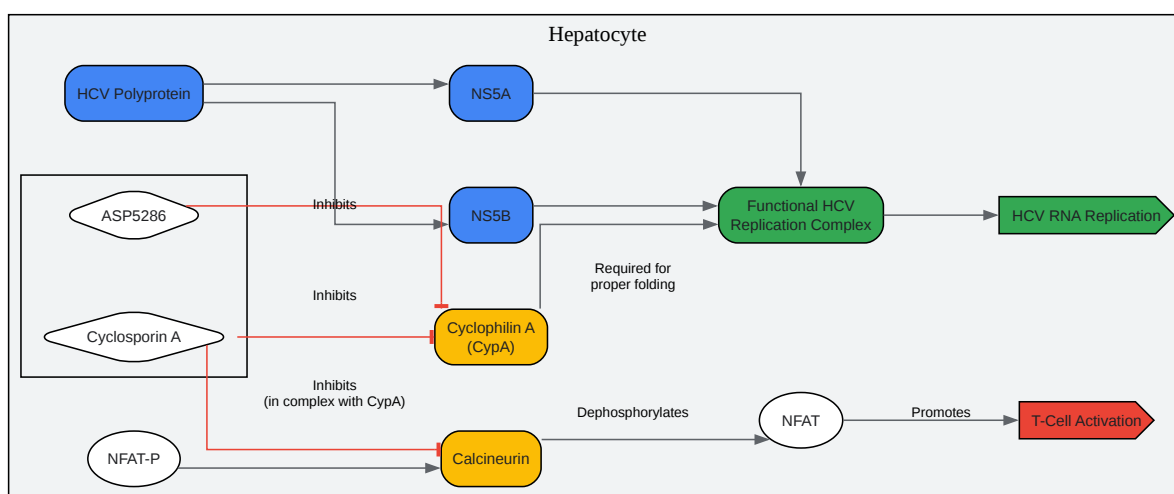 Hepatocyte
HCV Polyprotein
NS5A
ASP5286
Inhibits
NS5B
Functional HCV
Replication Complex
HCV RNA Replication
Required for
proper folding
Inhibits
Cyclosporin A
Cyclophilin A
(CypA)
Inhibits
(in complex with CypA)
Dephosphorylates
NFAT
Promotes
T-Cell Activation
NFAT-P
Calcineurin